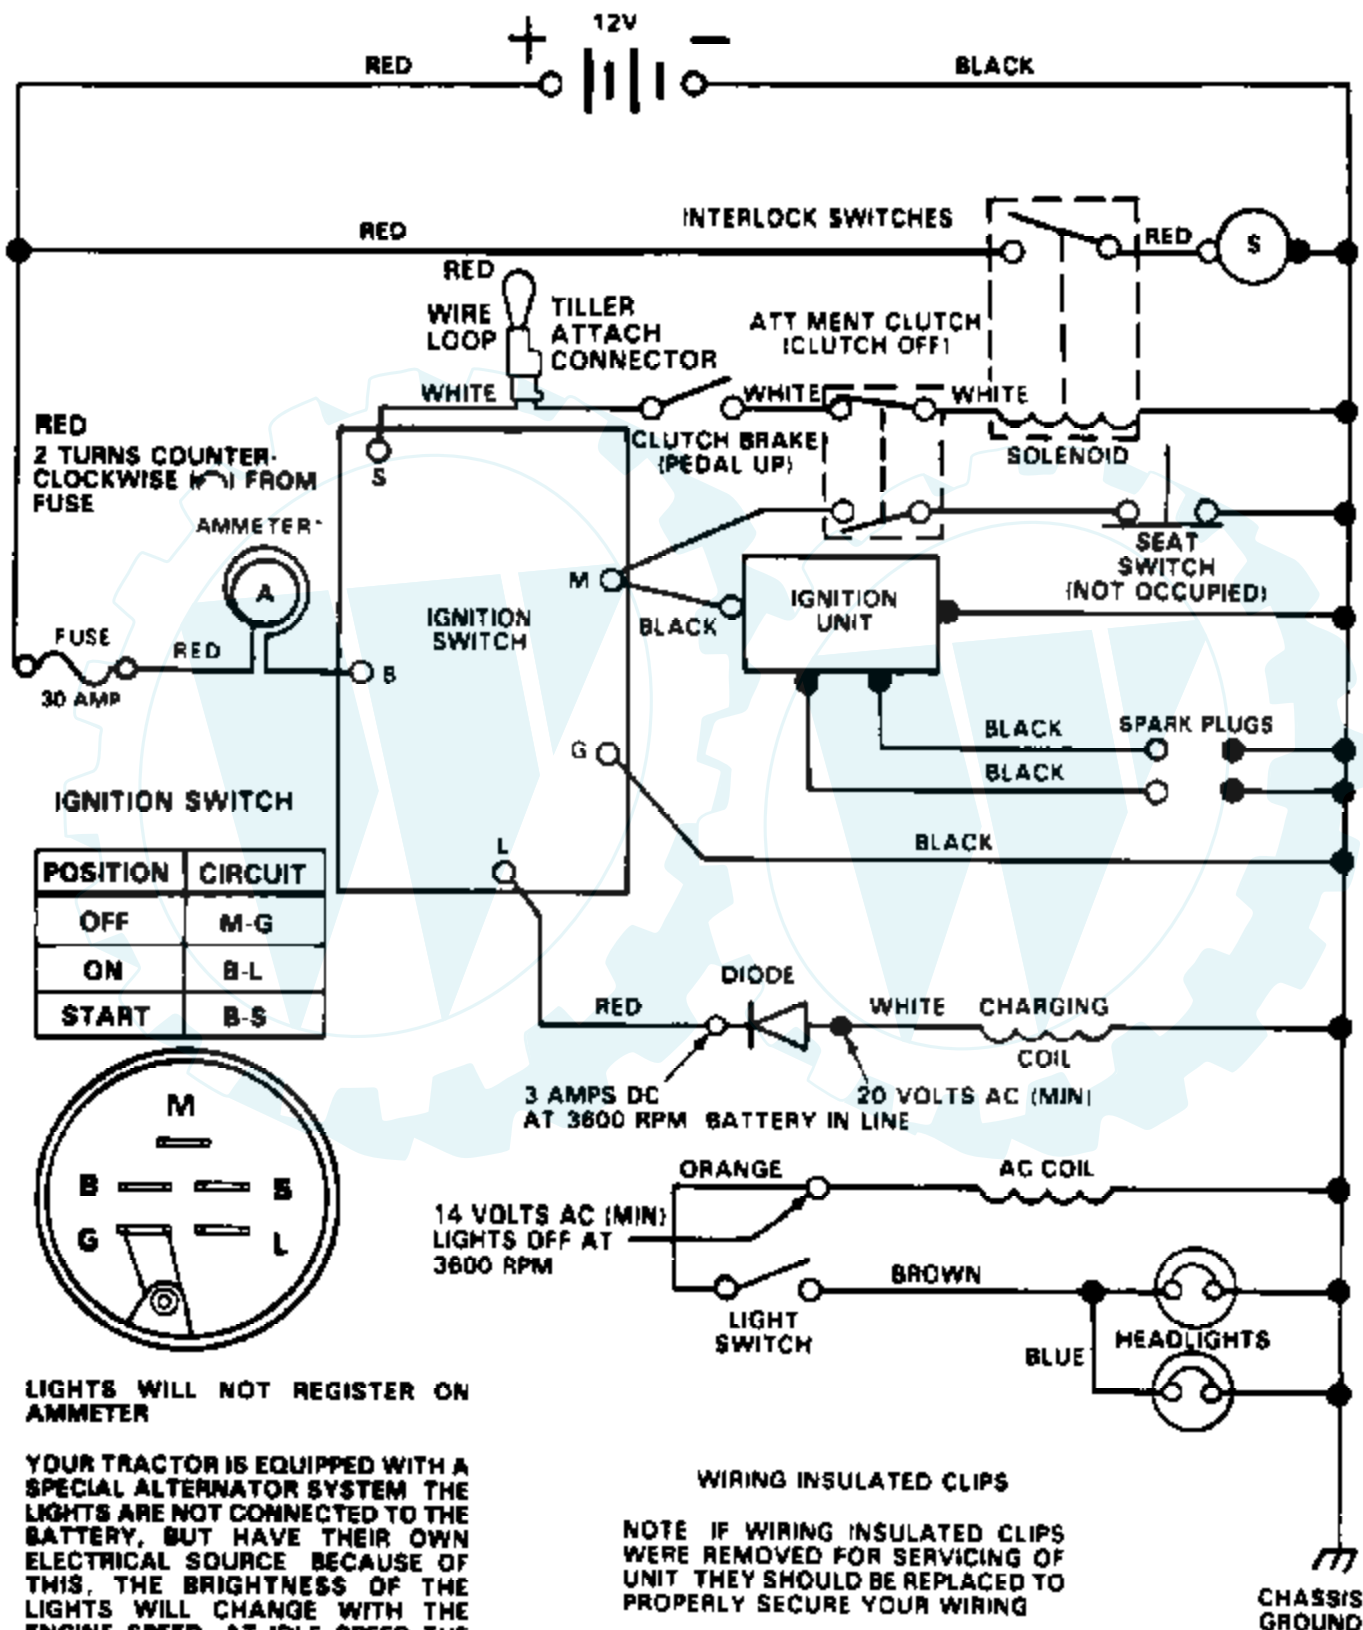 12V
+ −
RED
BLACK
INTERLOCK SWITCHES
RED
RED
S
RED
WIRE
LOOP
TILLER
ATTACH
CONNECTOR
ATT MENT CLUTCH
(CLUTCH OFF)
WHITE
WHITE
WHITE
RED
2 TURNS COUNTER-
CLOCKWISE ( ) FROM
FUSE
CLUTCH BRAKE
(PEDAL UP)
SOLENOID
S
AMMETER
A
SEAT
SWITCH
(NOT OCCUPIED)
M
IGNITION
SWITCH
BLACK
IGNITION
UNIT
FUSE
RED
30 AMP
B
G
BLACK
SPARK PLUGS
BLACK
IGNITION SWITCH
BLACK
L
POSITION CIRCUIT
OFF M-G
ON B-L
START B-S
DIODE
RED
WHITE
CHARGING
COIL
3 AMPS DC
AT 3600 RPM BATTERY IN LINE
20 VOLTS AC (MIN)
M
B S
G L
ORANGE
AC COIL
14 VOLTS AC (MIN)
LIGHTS OFF AT
3600 RPM
BROWN
LIGHT
SWITCH
HEADLIGHTS
BLUE
LIGHTS WILL NOT REGISTER ON
AMMETER
YOUR TRACTOR IS EQUIPPED WITH A
SPECIAL ALTERNATOR SYSTEM THE
LIGHTS ARE NOT CONNECTED TO THE
BATTERY, BUT HAVE THEIR OWN
ELECTRICAL SOURCE BECAUSE OF
THIS, THE BRIGHTNESS OF THE
LIGHTS WILL CHANGE WITH THE
WIRING INSULATED CLIPS
NOTE IF WIRING INSULATED CLIPS
WERE REMOVED FOR SERVICING OF
UNIT THEY SHOULD BE REPLACED TO
PROPERLY SECURE YOUR WIRING
CHASSIS
GROUND